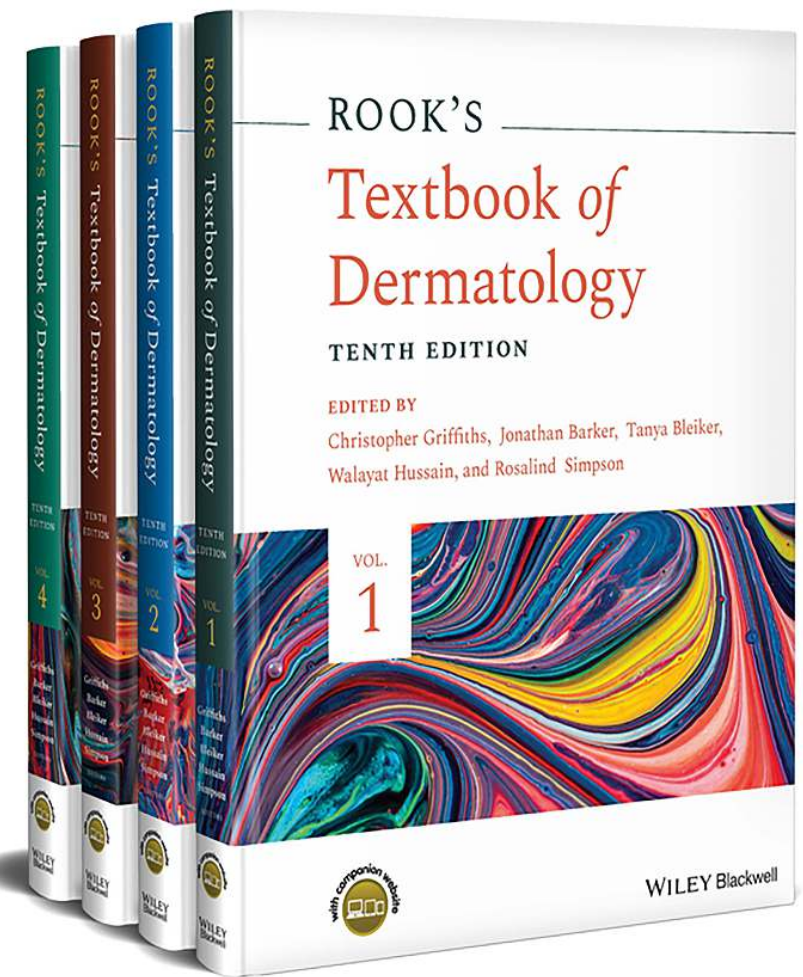 ROOK'S
Textbook of
Dermatology
TENTH EDITION
EDITED BY
Christopher Griffiths, Jonathan Barker, Tanya Bleiker,
Walayat Hussain, and Rosalind Simpson
VOL.
1
with companion website
WILEY Blackwell
ROOK'S Textbook of Dermatology
TENTH
EDITION
VOL.
4
Griffiths
Barker
Bleiker
Hussain
Simpson
WILEY
Blackwell
ROOK'S Textbook of Dermatology
TENTH
EDITION
VOL.
3
Griffiths
Barker
Bleiker
Hussain
Simpson
WILEY
Blackwell
ROOK'S Textbook of Dermatology
TENTH
EDITION
VOL.
2
Griffiths
Barker
Bleiker
Hussain
Simpson
WILEY
Blackwell
ROOK'S Textbook of Dermatology
TENTH
EDITION
VOL.
1
Griffiths
Barker
Bleiker
Hussain
Simpson
WILEY
Blackwell